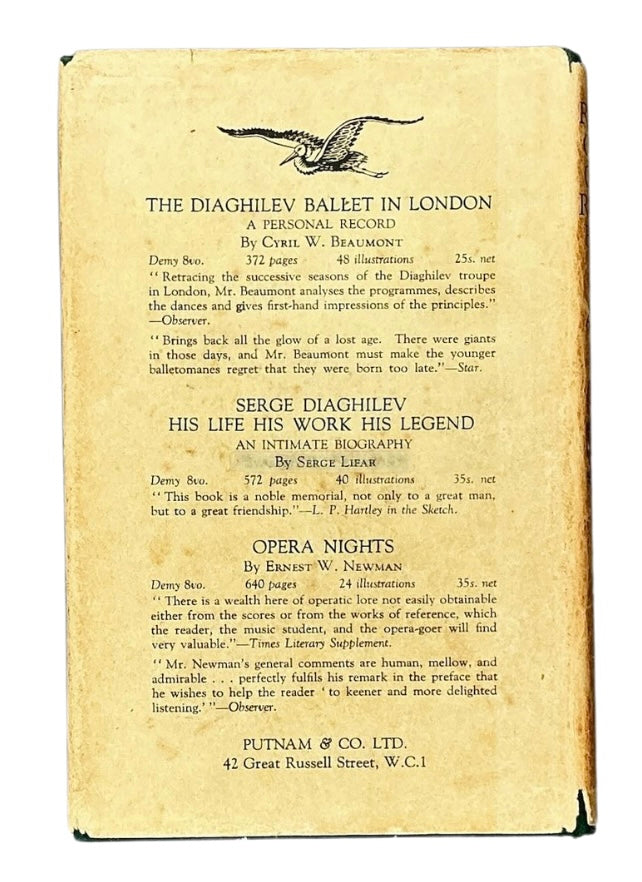 THE DIAGHILEV BALLET IN LONDON
A PERSONAL RECORD
By Cyril W. Beaumont
Demy 8vo. 372 pages 48 illustrations 25s. net
“ Retracing the successive seasons of the Diaghilev troupe
in London, Mr. Beaumont analyses the programmes, describes
the dances and gives first-hand impressions of the principles.”
—Observer.
“ Brings back all the glow of a lost age. There were giants
in those days, and Mr. Beaumont must make the younger
balletomanes regret that they were born too late.”—Star.
SERGE DIAGHILEV
HIS LIFE HIS WORK HIS LEGEND
AN INTIMATE BIOGRAPHY
By Serge Lifar
Demy 8vo. 572 pages 40 illustrations 35s. net
“ This book is a noble memorial, not only to a great man,
but to a great friendship.”—L. P. Hartley in the Sketch.
OPERA NIGHTS
By Ernest W. Newman
Demy 8vo. 640 pages 24 illustrations 35s. net
“ There is a wealth here of operatic lore not easily obtainable
either from the scores or from the works of reference, which
the reader, the music student, and the opera-goer will find
very valuable.”—Times Literary Supplement.
“ Mr. Newman's general comments are human, mellow, and
admirable . . . perfectly fulfils his remark in the preface that
he wishes to help the reader ‘ to keener and more delighted
listening.’ ”—Observer.
PUTNAM & CO. LTD.
42 Great Russell Street, W.C.1